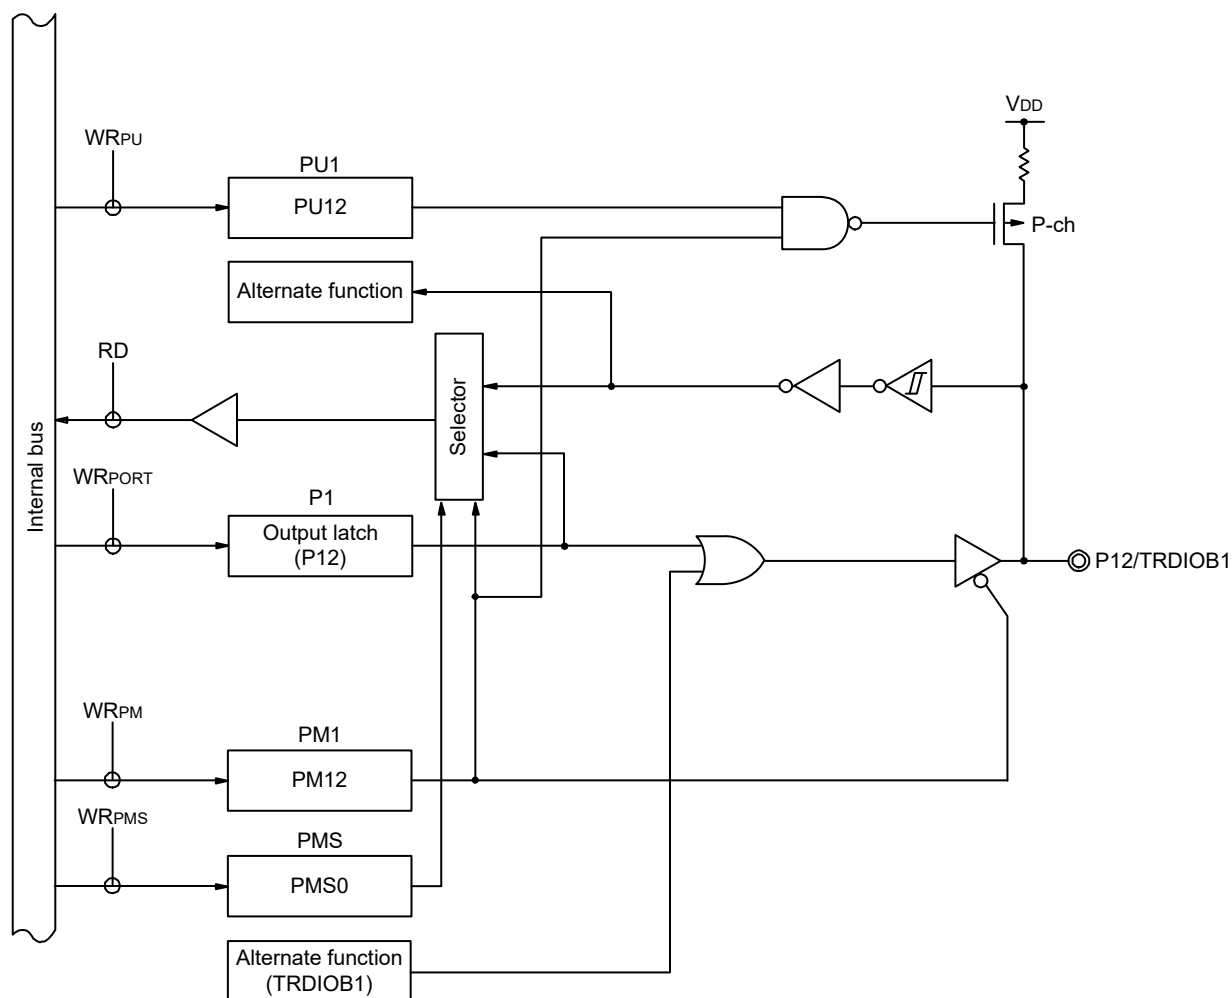 VDD
WRPU
PU1
PU12
P-ch
Alternate function
RD
Selector
Internal bus
WRPORT
P1
Output latch
(P12)
P12/TRDIOB1
WRPM
PM1
PM12
WRPMS
PMS
PMS0
Alternate function
(TRDIOB1)